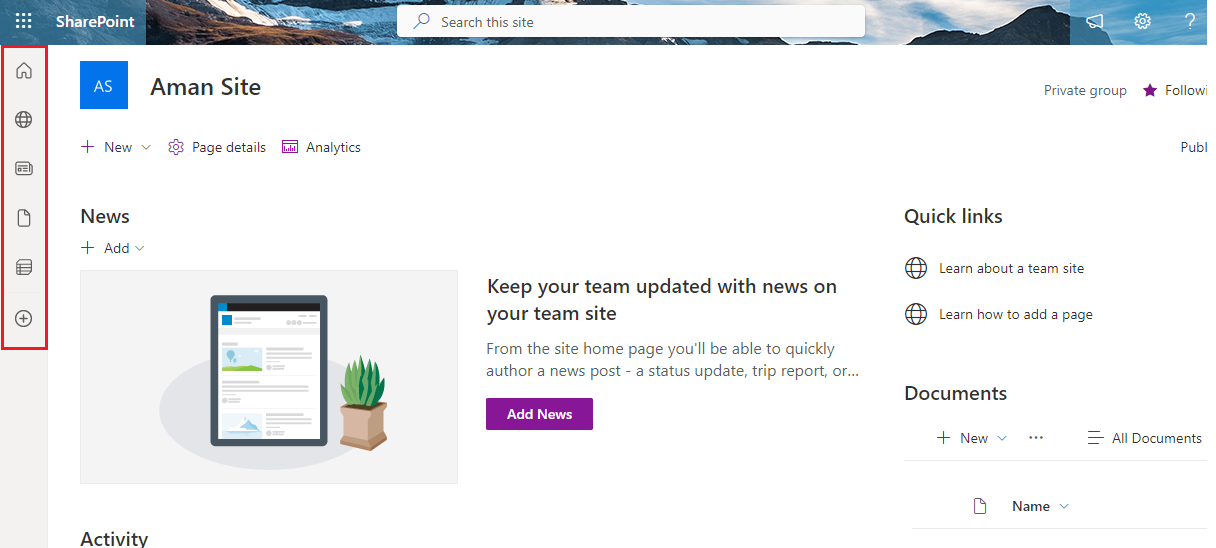 SharePoint
Search this site
?
AS
Aman Site
Private group
Followi
New
Page details
Analytics
Publ
News
Add
Keep your team updated with news on
your team site
From the site home page you'll be able to quickly
author a news post - a status update, trip report, or...
Add News
Quick links
Learn about a team site
Learn how to add a page
Documents
New
...
All Documents
Name
Activity